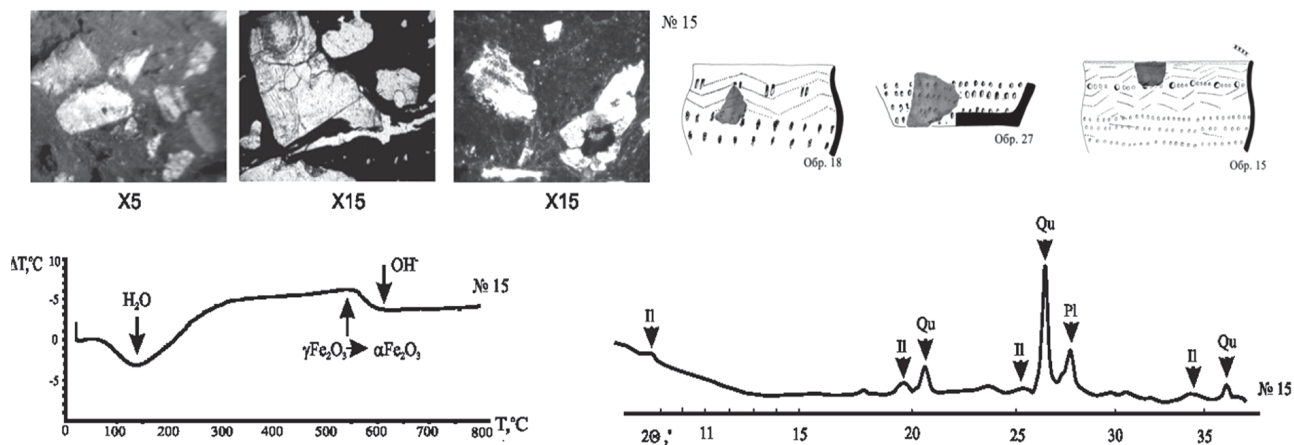 № 15
X5
X15
X15
Обр. 18
Обр. 27
Обр. 15
ΔT,°C
10
-5
0
-5
H₂O
γFe₂O₃ αFe₂O₃
OH⁻
№ 15
0 100 200 300 400 500 600 700 800 T,°C
Il
Il
Qu
Il
Qu
Pl
Il
Qu
№ 15
2Θ,° 11 15 20 25 30 35